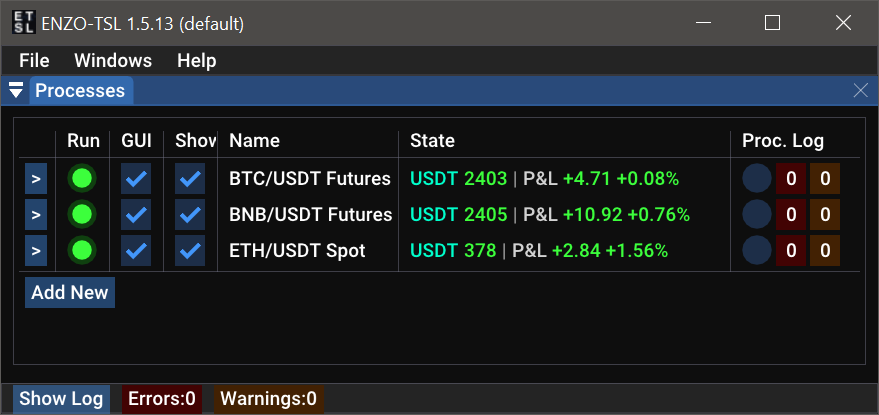 ET SL ENZO-TSL 1.5.13 (default)
File Windows Help
Processes
Run GUI Show Name State Proc. Log
> BTC/USDT Futures USDT 2403 | P&L +4.71 +0.08% 0 0
> BNB/USDT Futures USDT 2405 | P&L +10.92 +0.76% 0 0
> ETH/USDT Spot USDT 378 | P&L +2.84 +1.56% 0 0
Add New
Show Log Errors:0 Warnings:0